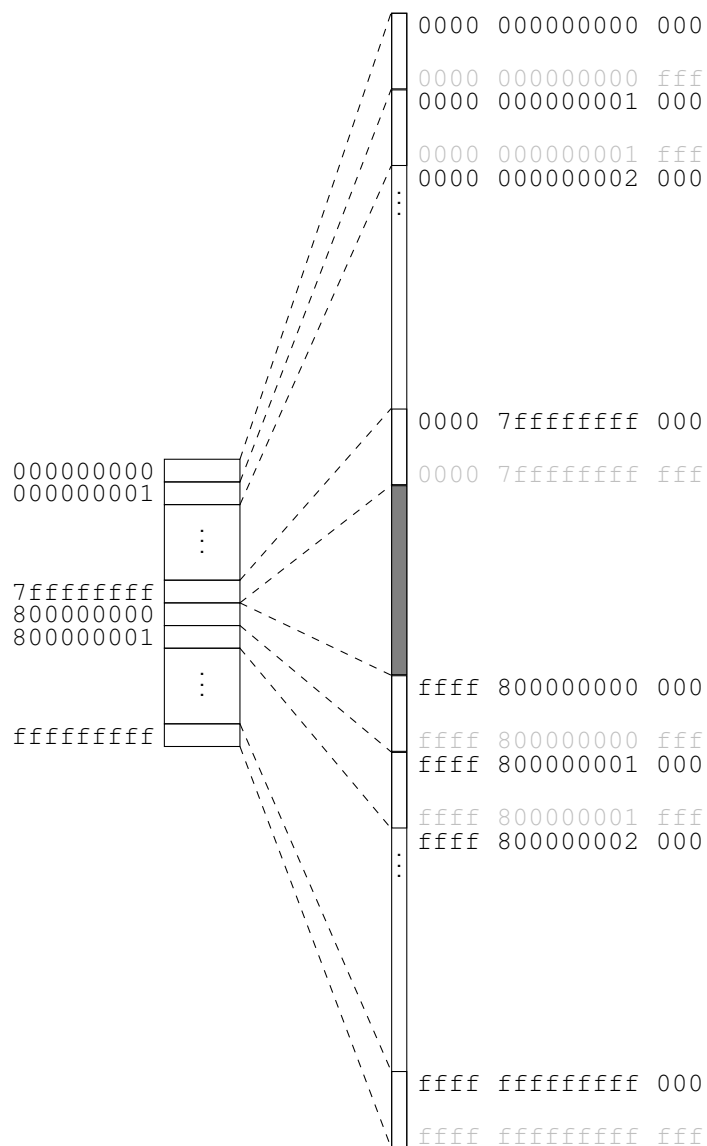 0000 000000000 000
0000 000000000 fff
0000 000000001 000
0000 000000001 fff
0000 000000002 000
⋮
0000 7ffffffff 000
0000 7ffffffff fff
000000000
000000001
⋮
7ffffffff
800000000
800000001
⋮
fffffffff
ffff 800000000 000
ffff 800000000 fff
ffff 800000001 000
ffff 800000001 fff
ffff 800000002 000
⋮
ffff fffffffff 000
ffff fffffffff fff